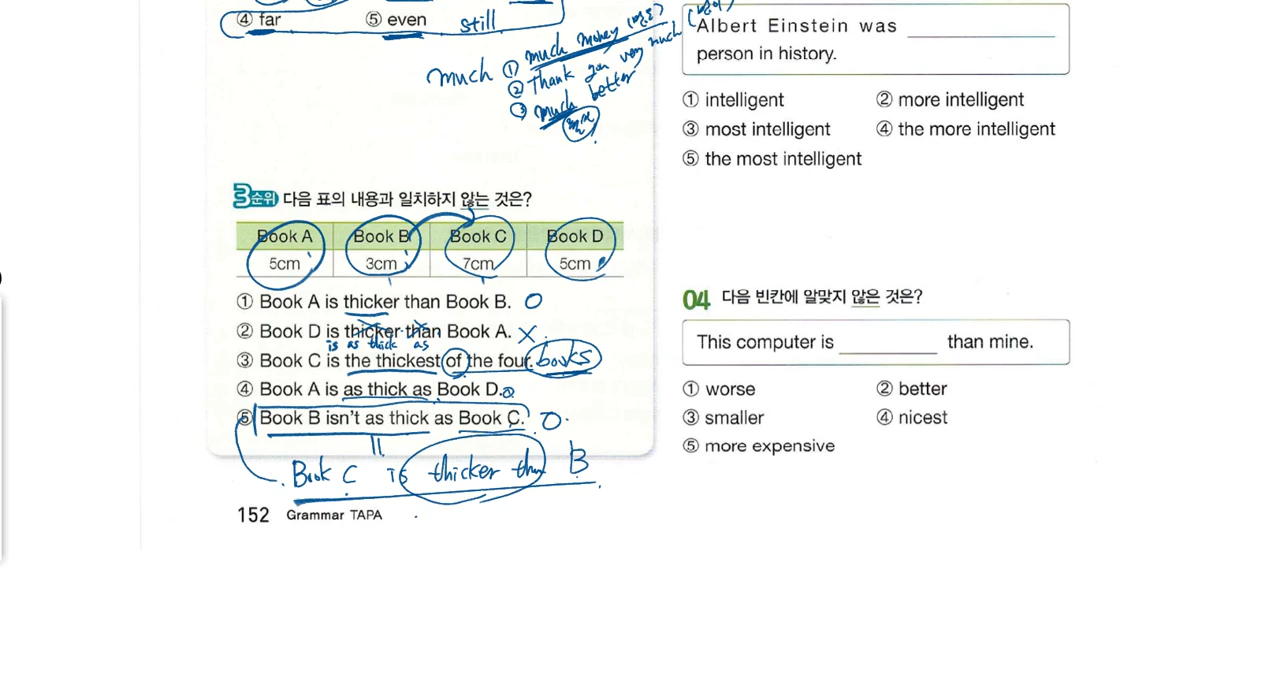 ④ far ⑤ even still
much ① much money (형용)
② Thank you very much (부사)
③ much better
3순위 다음 표의 내용과 일치하지 않는 것은?
Book A Book B Book C Book D
5cm 3cm 7cm 5cm
① Book A is thicker than Book B. O
② Book D is thicker than Book A. X
is as thick as
③ Book C is the thickest of the four. books
④ Book A is as thick as Book D. o
⑤ Book B isn't as thick as Book C. O
Book C is thicker than B.
152 Grammar TAPA
Albert Einstein was ____________
person in history.
① intelligent ② more intelligent
③ most intelligent ④ the more intelligent
⑤ the most intelligent
04 다음 빈칸에 알맞지 않은 것은?
This computer is ________ than mine.
① worse ② better
③ smaller ④ nicest
⑤ more expensive